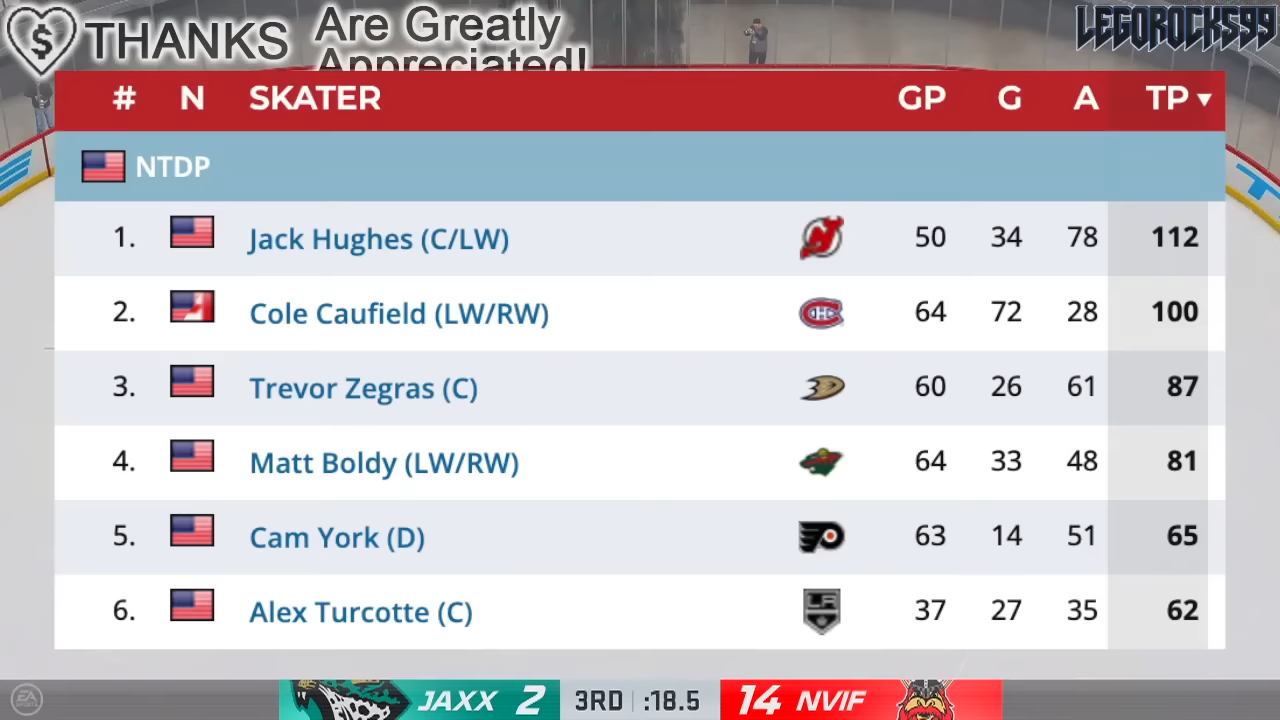 $ THANKS Are Greatly
Appreciated!
LEGOROCKS99
# N SKATER GP G A TP ▼
NTDP
1. Jack Hughes (C/LW) 50 34 78 112
2. Cole Caufield (LW/RW) 64 72 28 100
3. Trevor Zegras (C) 60 26 61 87
4. Matt Boldy (LW/RW) 64 33 48 81
5. Cam York (D) 63 14 51 65
6. Alex Turcotte (C) LA 37 27 35 62
EA SPORTS JAXX 2 3RD :18.5 14 NVIF